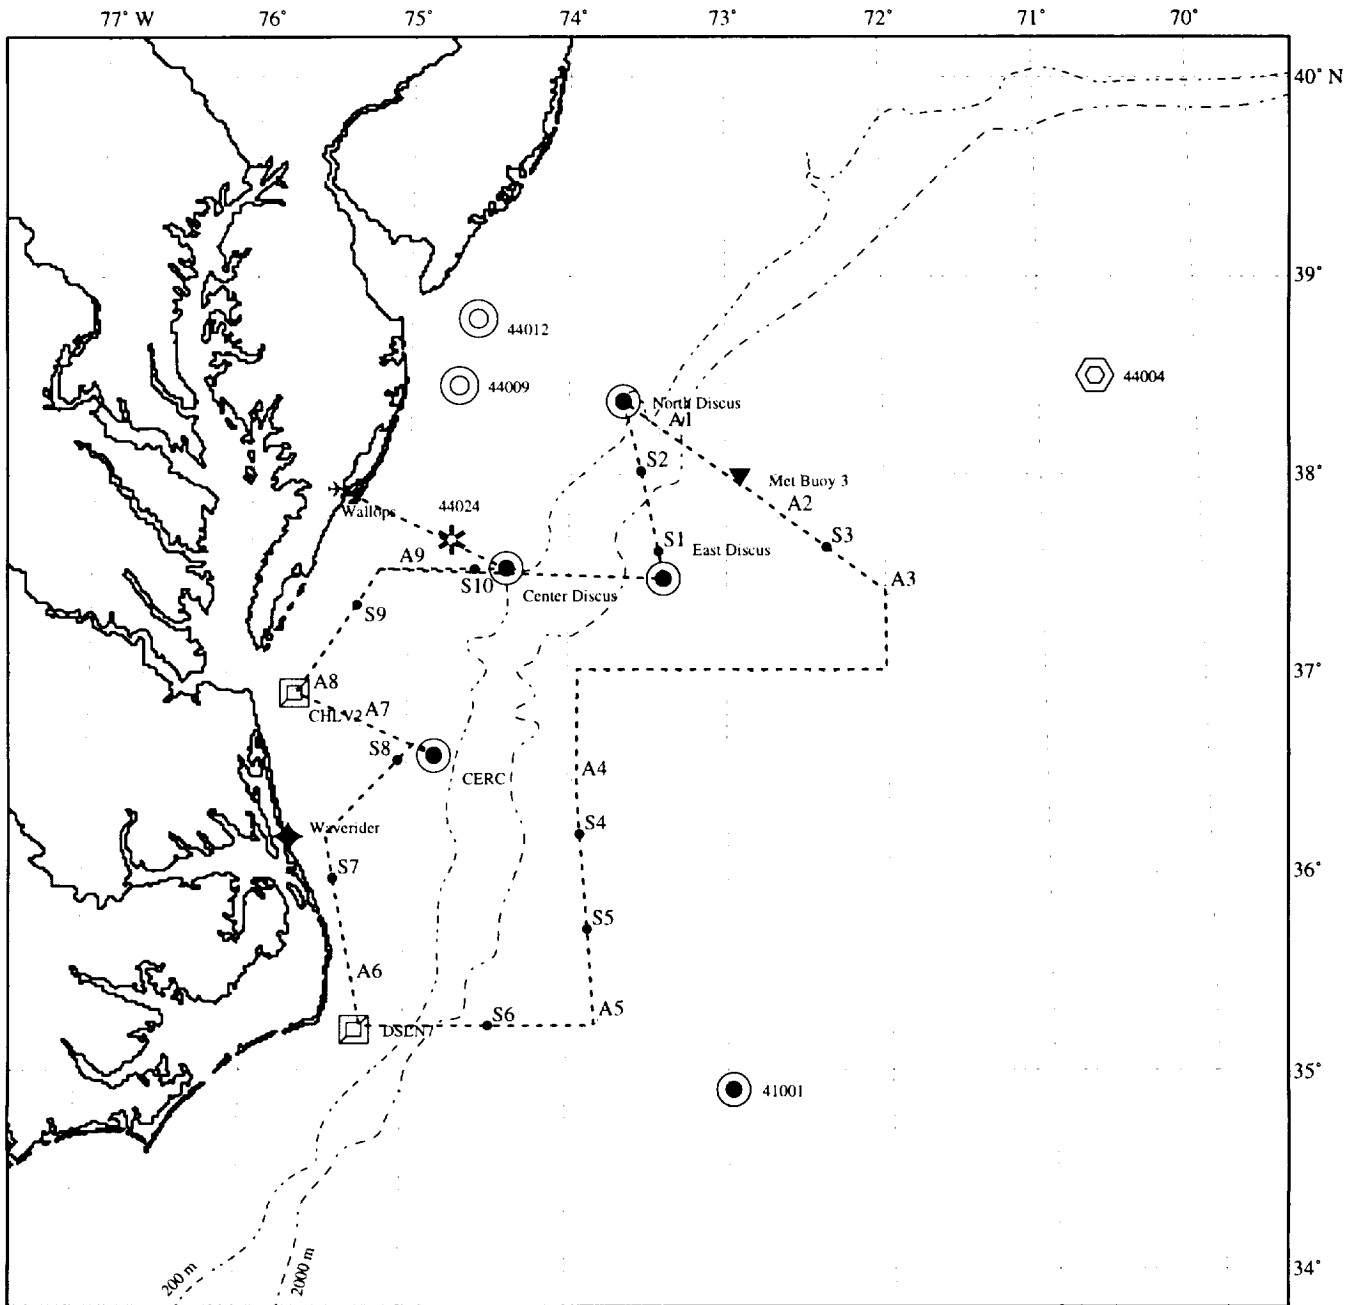 77° W 76° 75° 74° 73° 72° 71° 70°
40° N
39°
44012
44009
44004
North Discus
A1
S2
38°
Met Buoy 3
A2
44024
Wallops
S1
East Discus
S3
A9
S10
A3
Center Discus
S9
37°
A8
CHLV2
A7
S8
CERC
A4
Waverider
S4
S7
36°
S5
A6
A5
S6
DSLN7
35°
41001
200 m
2000 m
34°